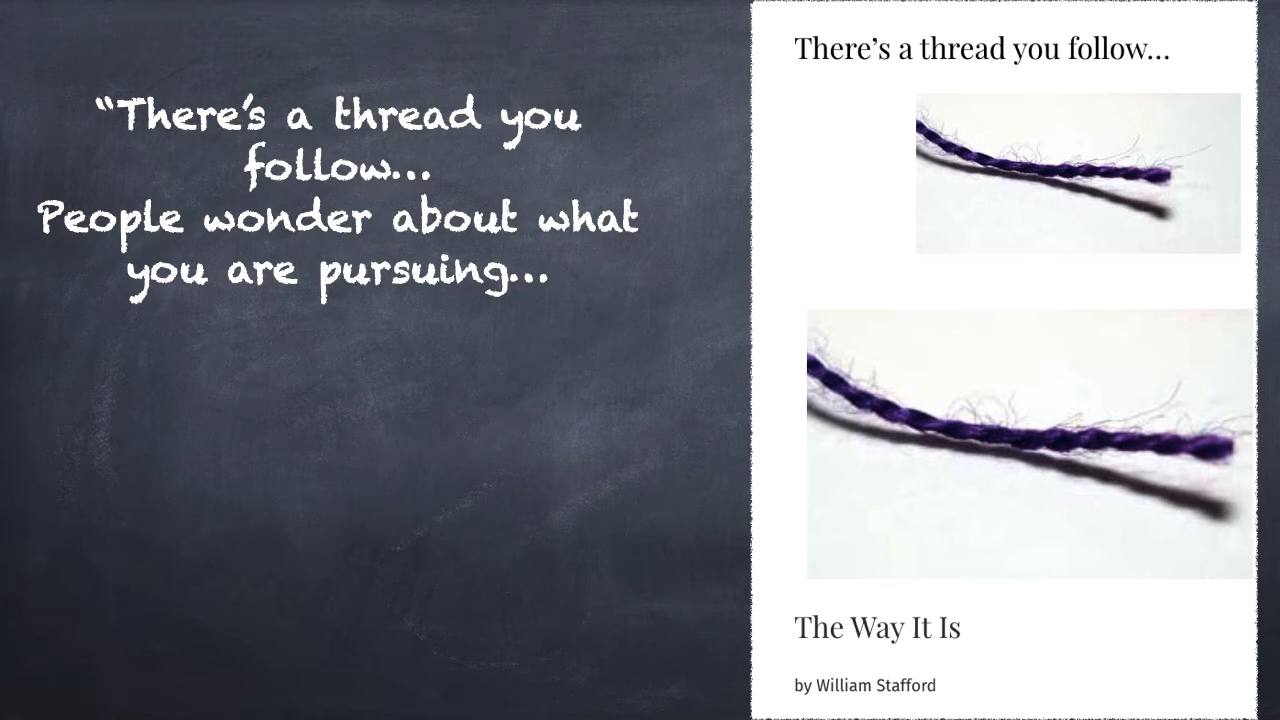 “There’s a thread you
follow...
People wonder about what
you are pursuing...
There’s a thread you follow...
The Way It Is
by William Stafford